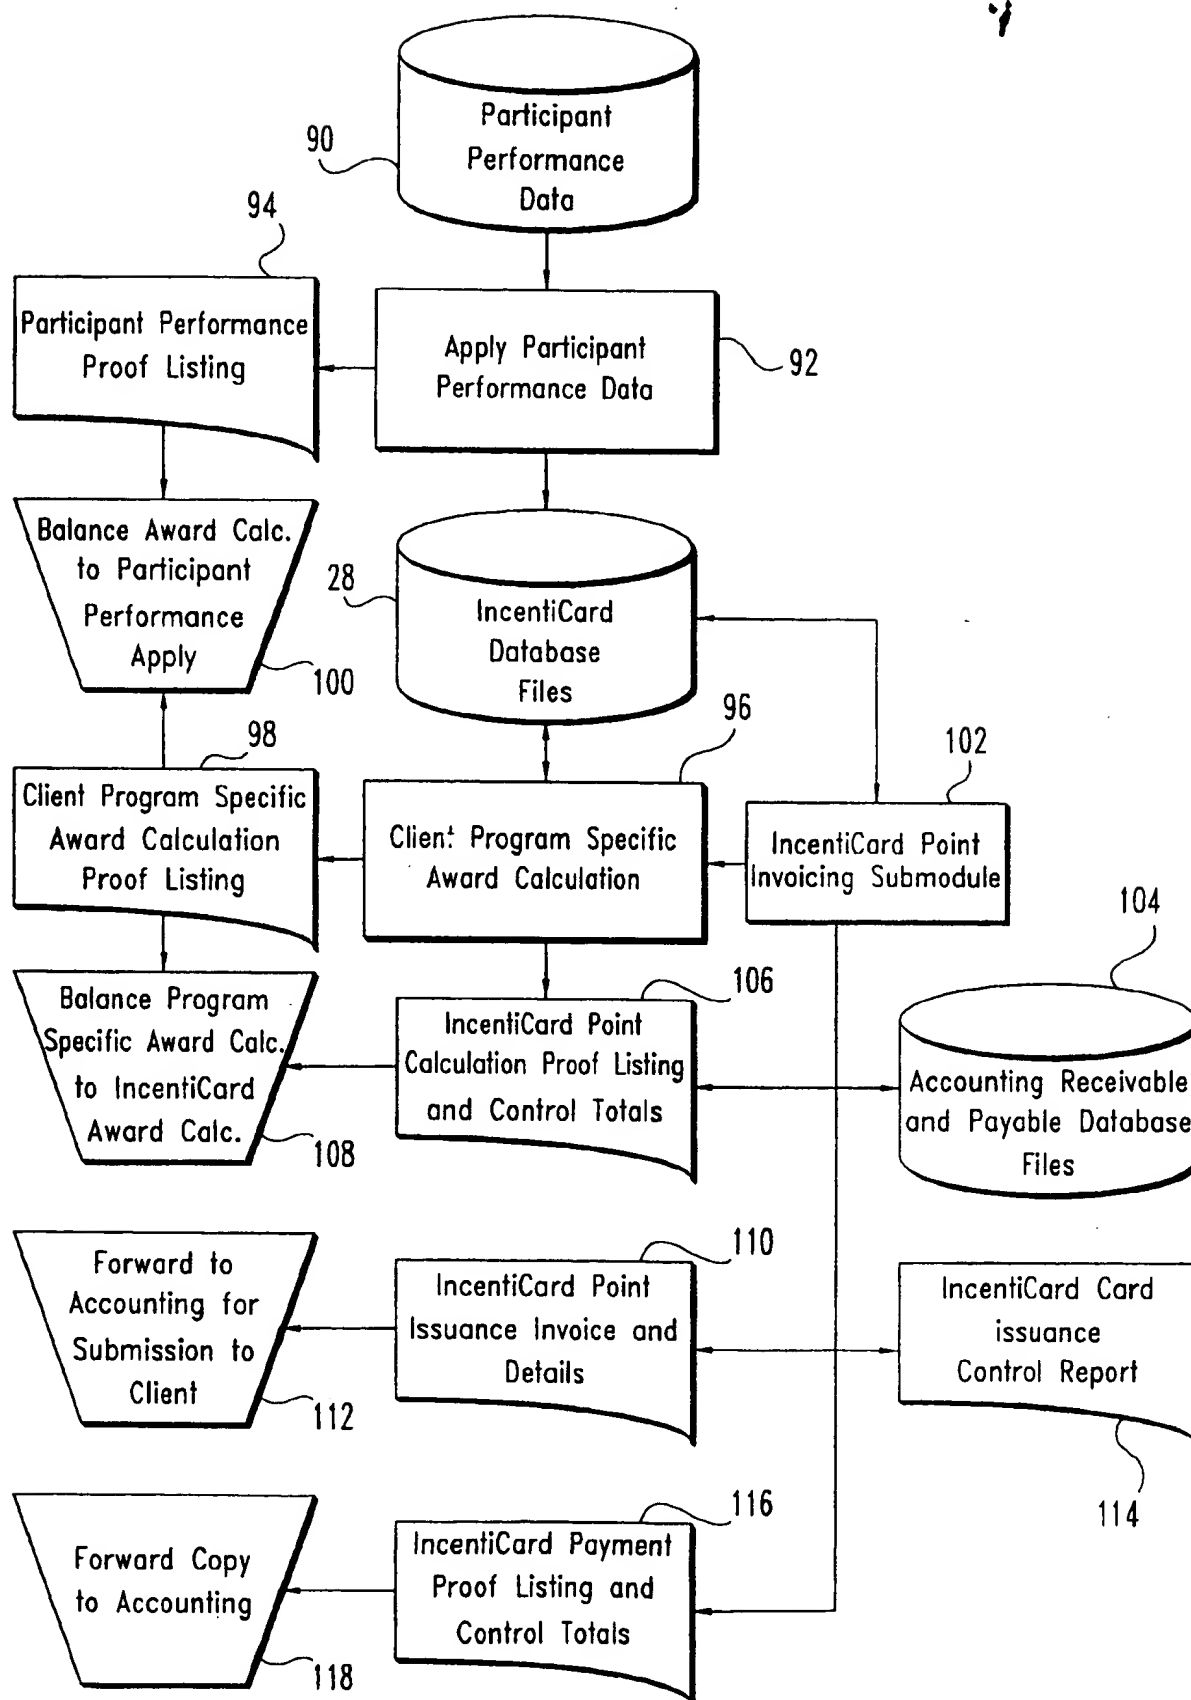 Participant
Performance
Data
90
94
Participant Performance
Proof Listing
Apply Participant
Performance Data
92
Balance Award Calc.
to Participant
Performance
Apply
100
28
IncentiCard
Database
Files
98
Client Program Specific
Award Calculation
Proof Listing
96
Client Program Specific
Award Calculation
102
IncentiCard Point
Invoicing Submodule
104
Accounting Receivable
and Payable Database
Files
Balance Program
Specific Award Calc.
to IncentiCard
Award Calc.
108
106
IncentiCard Point
Calculation Proof Listing
and Control Totals
Forward to
Accounting for
Submission to
Client
112
110
IncentiCard Point
Issuance Invoice and
Details
IncentiCard Card
issuance
Control Report
114
Forward Copy
to Accounting
118
116
IncentiCard Payment
Proof Listing and
Control Totals